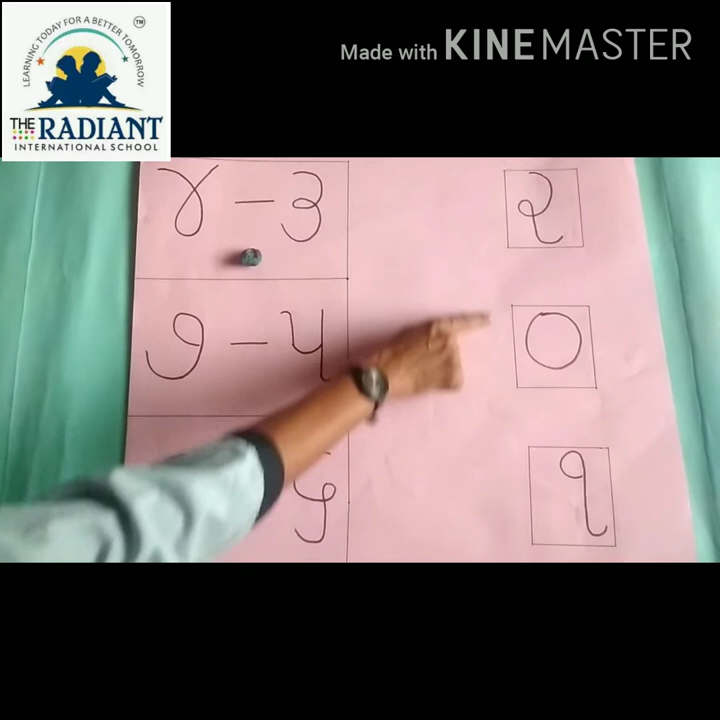 LEARNING TODAY FOR A BETTER TOMORROW
TM
THE RADIANT
INTERNATIONAL SCHOOL
Made with KINEMASTER
૪ - ૩ ૨
૭ - ૫ ૦
૬ ૧